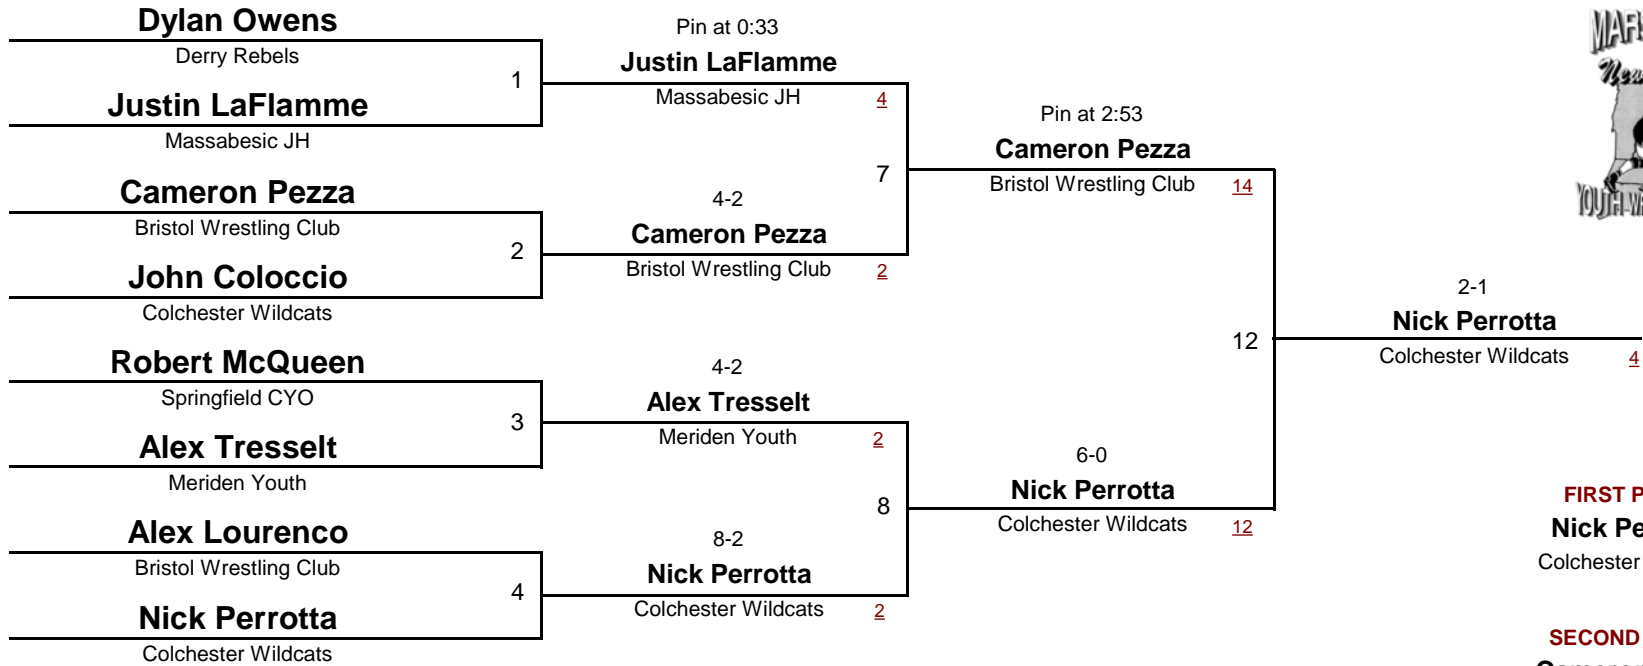 Dylan Owens
Derry Rebels
1
Justin LaFlamme
Massabesic JH
Cameron Pezza
Bristol Wrestling Club
2
John Coloccio
Colchester Wildcats
Robert McQueen
Springfield CYO
3
Alex Tresselt
Meriden Youth
Alex Lourenco
Bristol Wrestling Club
4
Nick Perrotta
Colchester Wildcats
Pin at 0:33
Justin LaFlamme
Massabesic JH 4
7
4-2
Cameron Pezza
Bristol Wrestling Club 2
4-2
Alex Tresselt
Meriden Youth 2
8
8-2
Nick Perrotta
Colchester Wildcats 2
Pin at 2:53
Cameron Pezza
Bristol Wrestling Club 14
12
6-0
Nick Perrotta
Colchester Wildcats 12
2-1
Nick Perrotta
Colchester Wildcats 4
YOUTH
FIRST P
Nick Pe
Colchester
SECOND